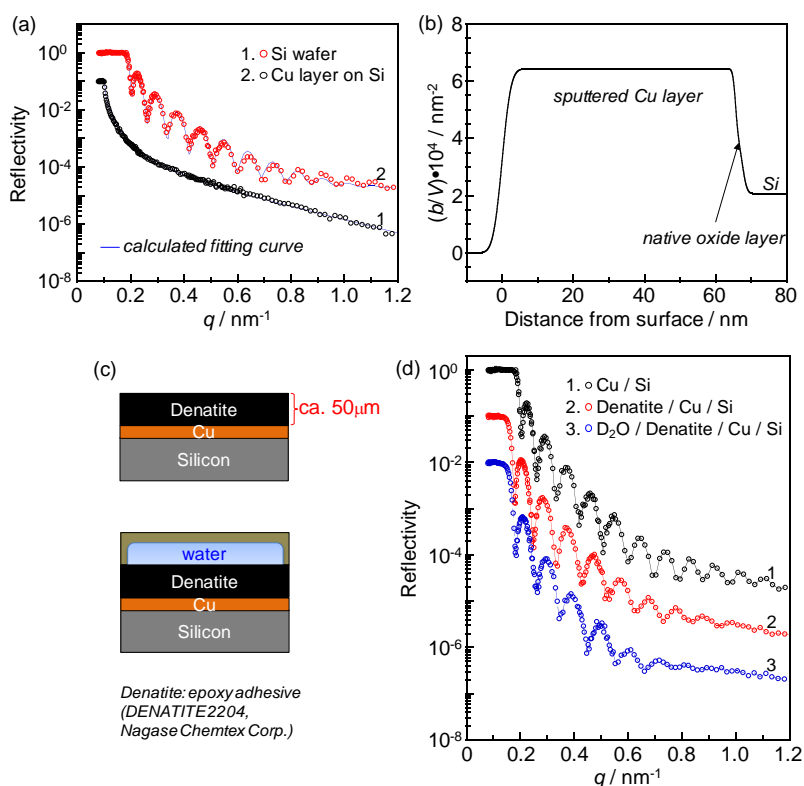 (a)
10⁰
10⁻²
10⁻⁴
10⁻⁶
10⁻⁸
Reflectivity
1. Si wafer
2. Cu layer on Si
2
1
calculated fitting curve
0 0.2 0.4 0.6 0.8 1.0 1.2
q / nm⁻¹
(b)
8
6
4
2
0
(b/V)•10⁴ / nm⁻²
sputtered Cu layer
Si
native oxide layer
0 20 40 60 80
Distance from surface / nm
(c)
Denatite
ca. 50μm
Cu
Silicon
water
Denatite
Cu
Silicon
Denatite: epoxy adhesive
(DENATITE2204,
Nagase Chemtex Corp.)
(d)
10⁰
10⁻²
10⁻⁴
10⁻⁶
10⁻⁸
Reflectivity
1. Cu / Si
2. Denatite / Cu / Si
3. D₂O / Denatite / Cu / Si
1
2
3
0 0.2 0.4 0.6 0.8 1.0 1.2
q / nm⁻¹